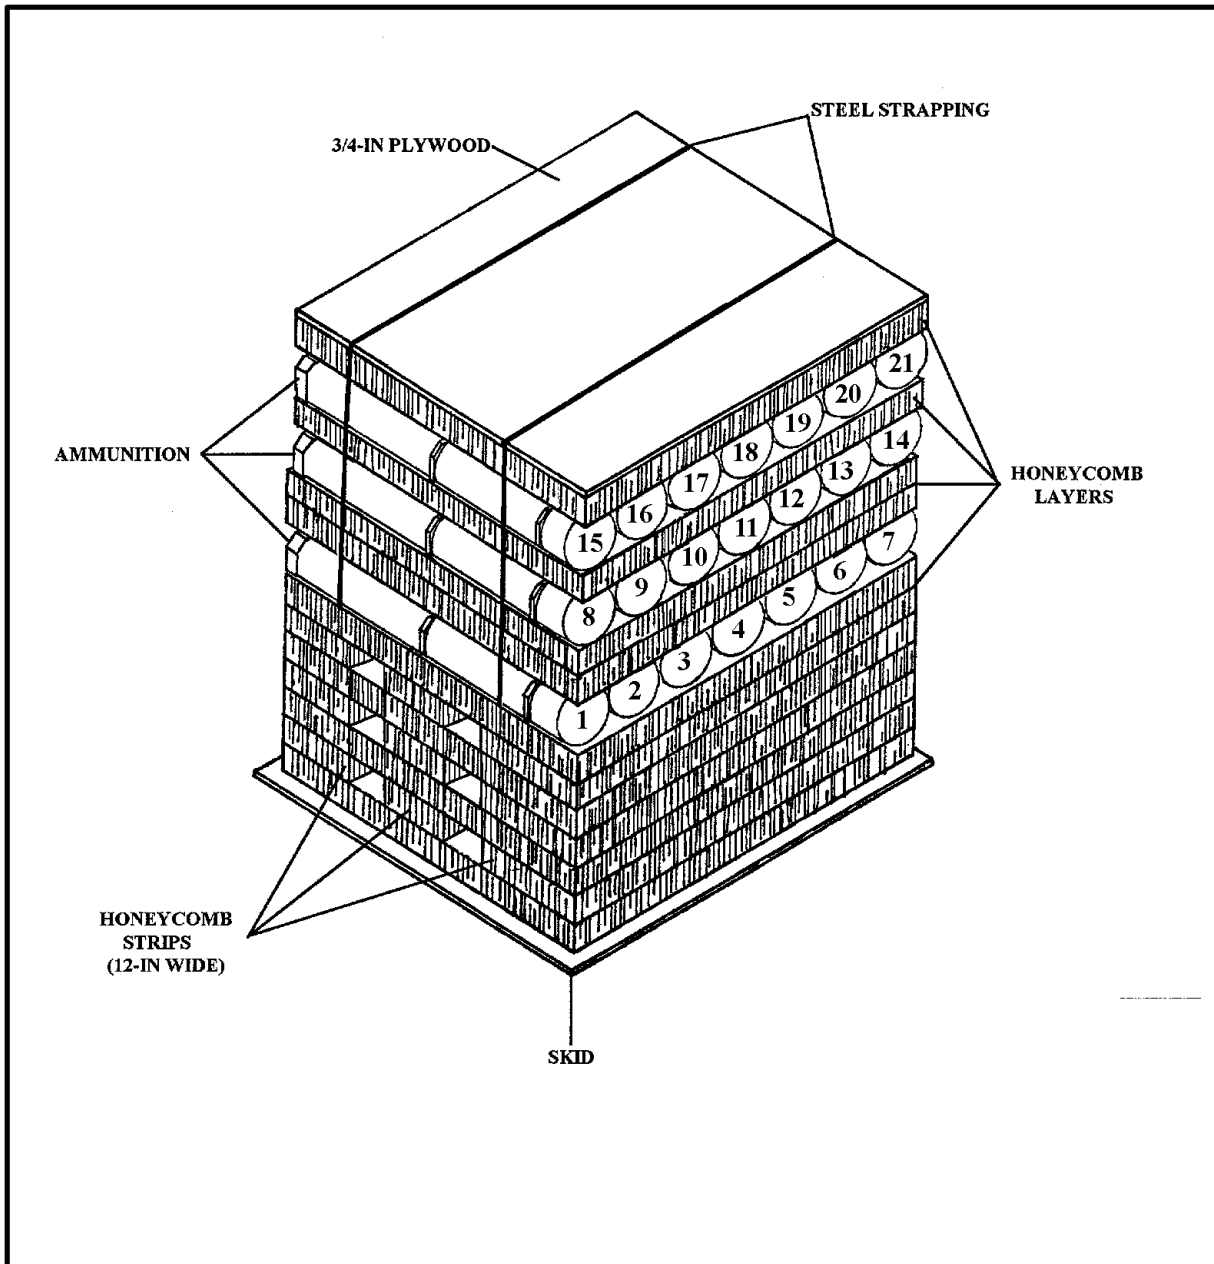 STEEL STRAPPING
3/4-IN PLYWOOD
21
20
19
18
17
16
15
14
13
12
11
10
9
8
7
6
5
4
3
2
1
AMMUNITION
HONEYCOMB
LAYERS
HONEYCOMB
STRIPS
(12-IN WIDE)
SKID